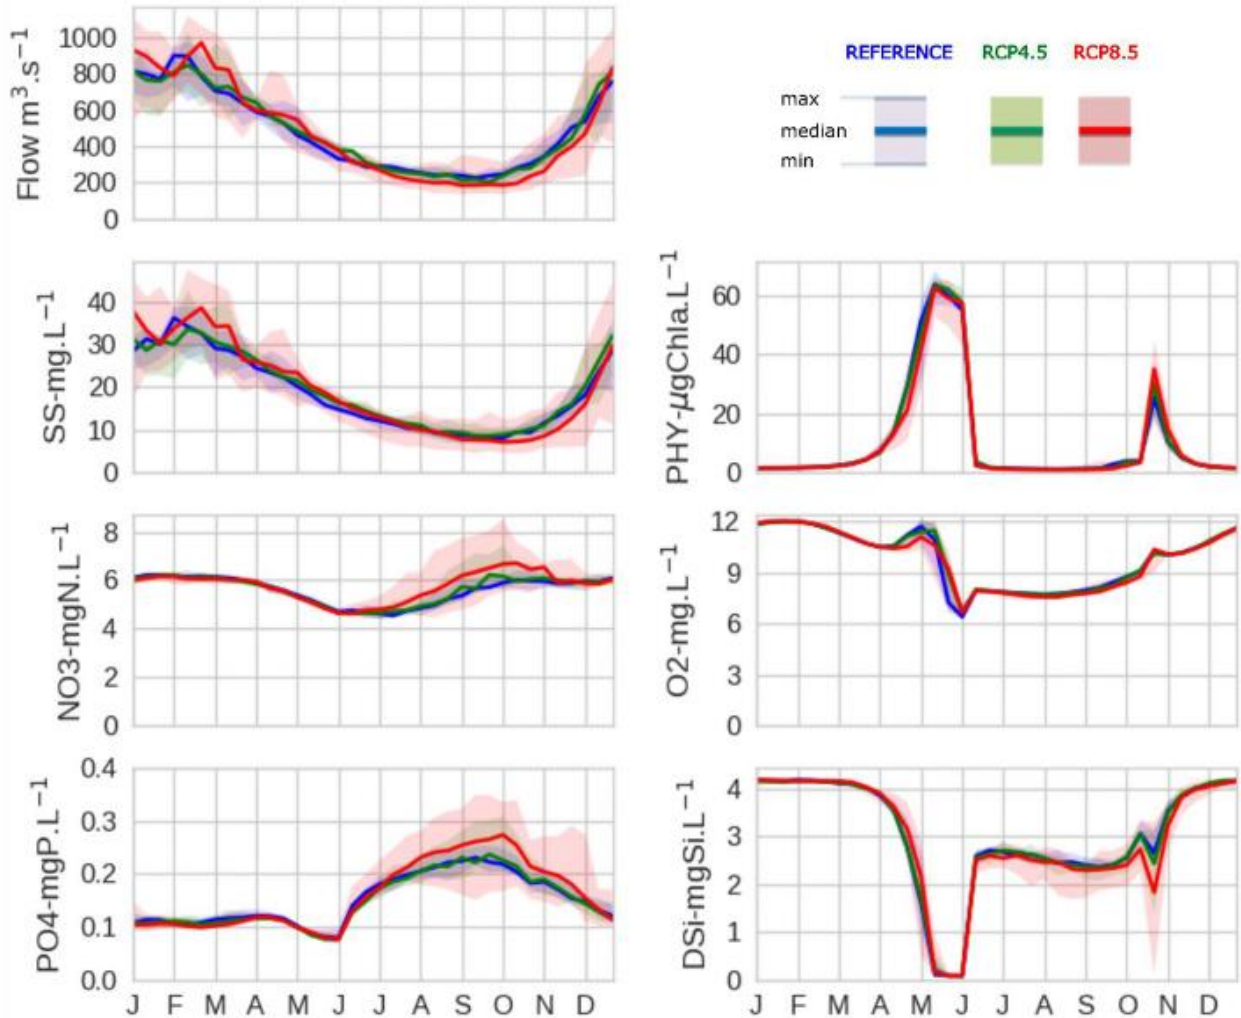 REFERENCE RCP4.5 RCP8.5
max
median
min
Flow m³.s⁻¹
1000
800
600
400
200
0
SS-mg.L⁻¹
40
30
20
10
0
PHY-µgChla.L⁻¹
60
40
20
0
NO3-mgN.L⁻¹
8
6
4
2
0
O2-mg.L⁻¹
12
9
6
3
0
PO4-mgP.L⁻¹
0.4
0.3
0.2
0.1
0.0
J F M A M J J A S O N D
DSi-mgSi.L⁻¹
4
3
2
1
0
J F M A M J J A S O N D